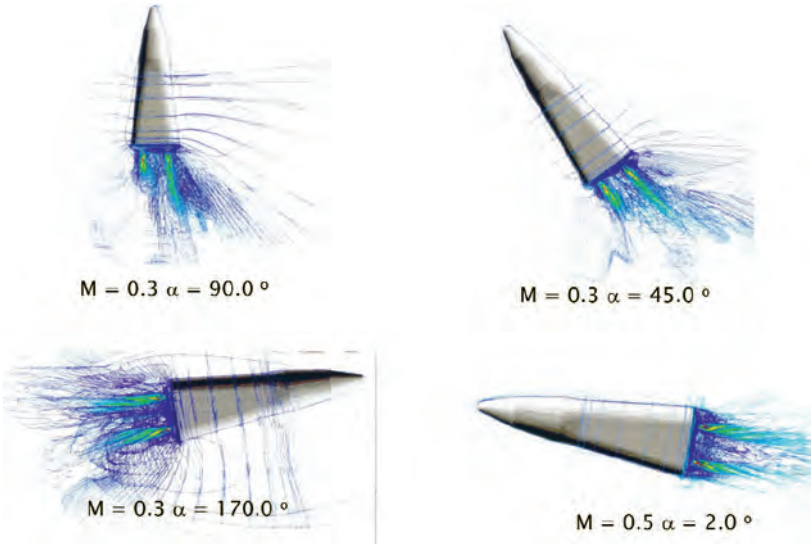 M = 0.3 α = 90.0 º
M = 0.3 α = 45.0 º
M = 0.3 α = 170.0 º
M = 0.5 α = 2.0 º